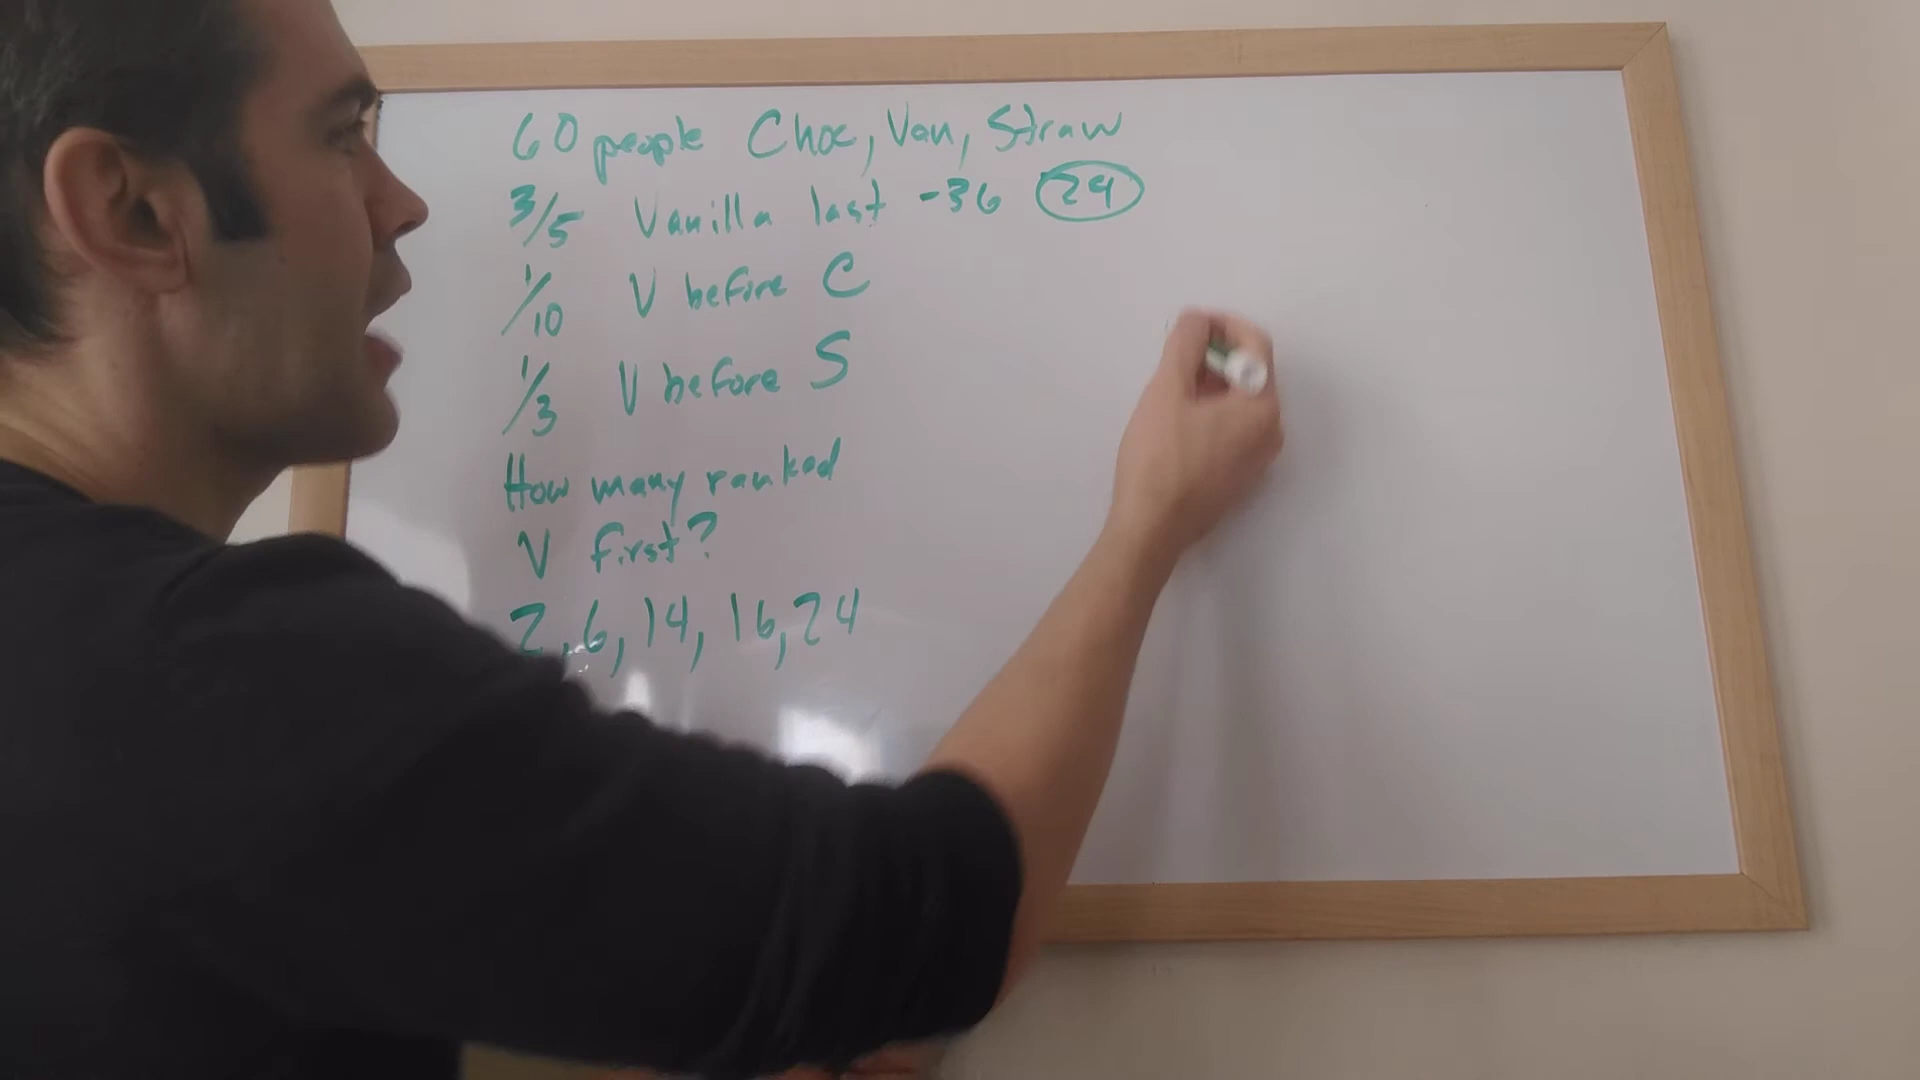 60 people Choc, Van, Straw
3/5 Vanilla last -36 24
1/10 V before C
1/3 V before S
How many ranked
V first?
2, 6, 14, 16, 24